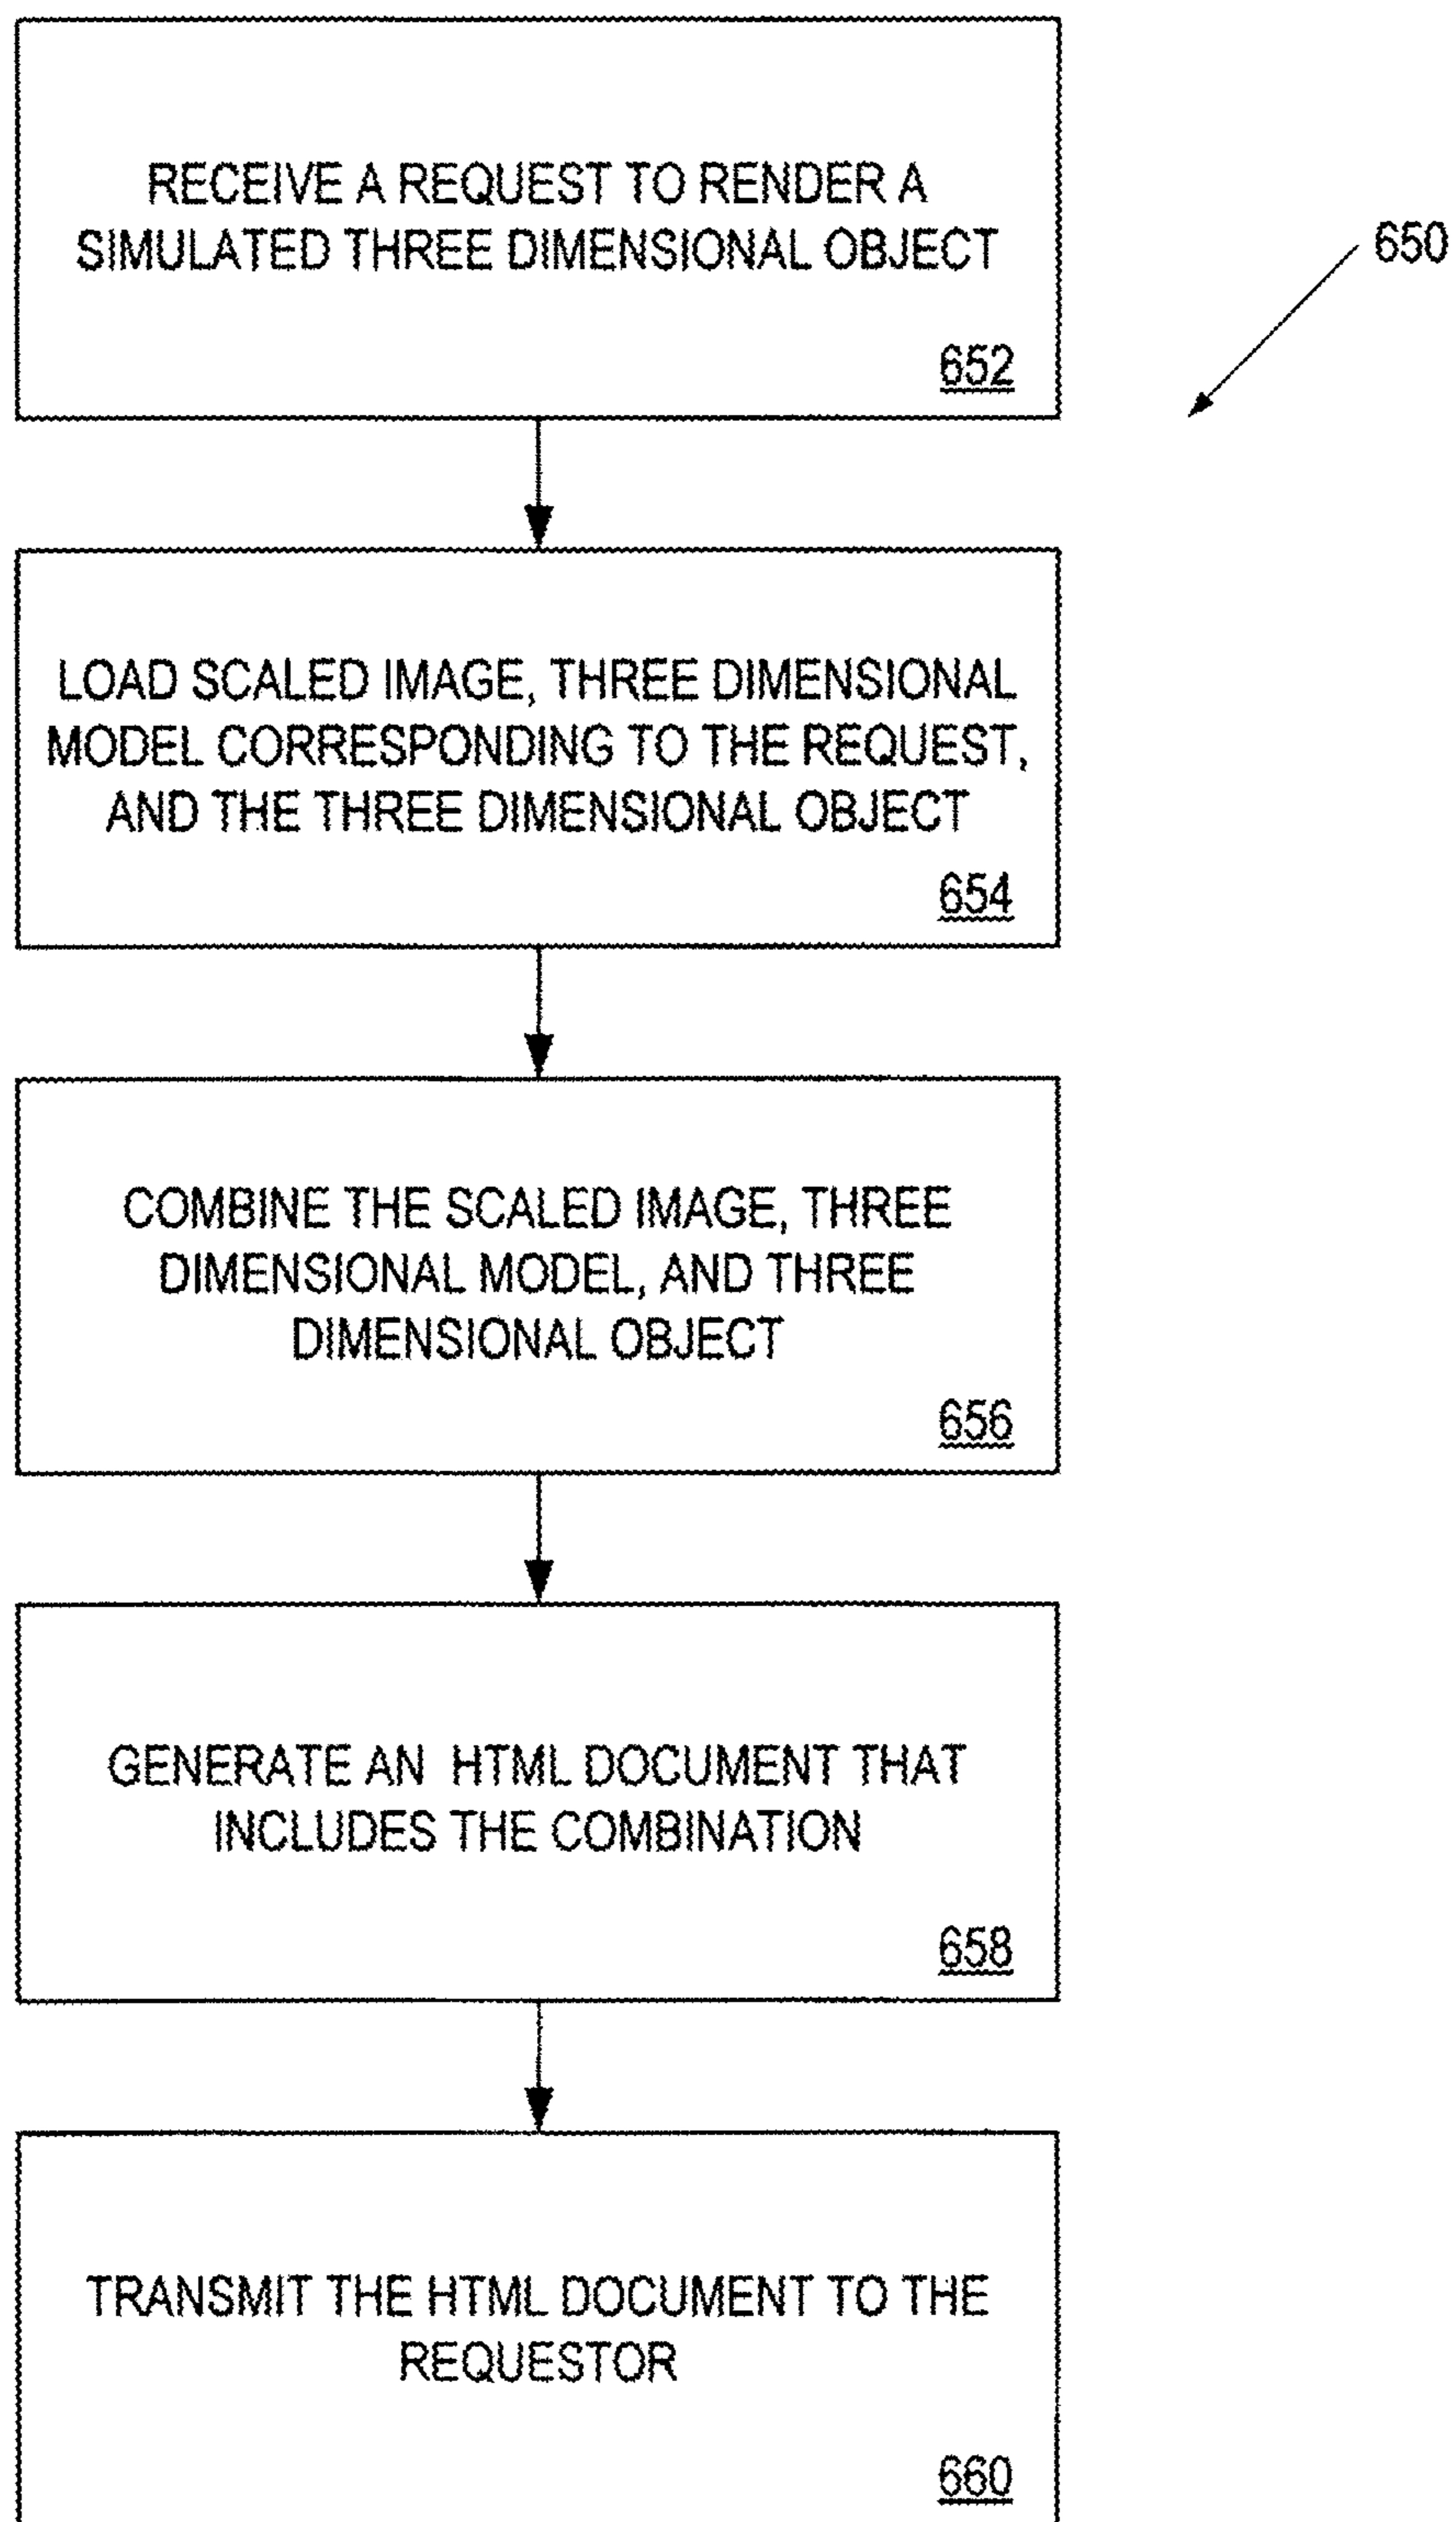 RECEIVE A REQUEST TO RENDER A
SIMULATED THREE DIMENSIONAL OBJECT
652
650
LOAD SCALED IMAGE, THREE DIMENSIONAL
MODEL CORRESPONDING TO THE REQUEST,
AND THE THREE DIMENSIONAL OBJECT
654
COMBINE THE SCALED IMAGE, THREE
DIMENSIONAL MODEL, AND THREE
DIMENSIONAL OBJECT
656
GENERATE AN HTML DOCUMENT THAT
INCLUDES THE COMBINATION
658
TRANSMIT THE HTML DOCUMENT TO THE
REQUESTOR
660